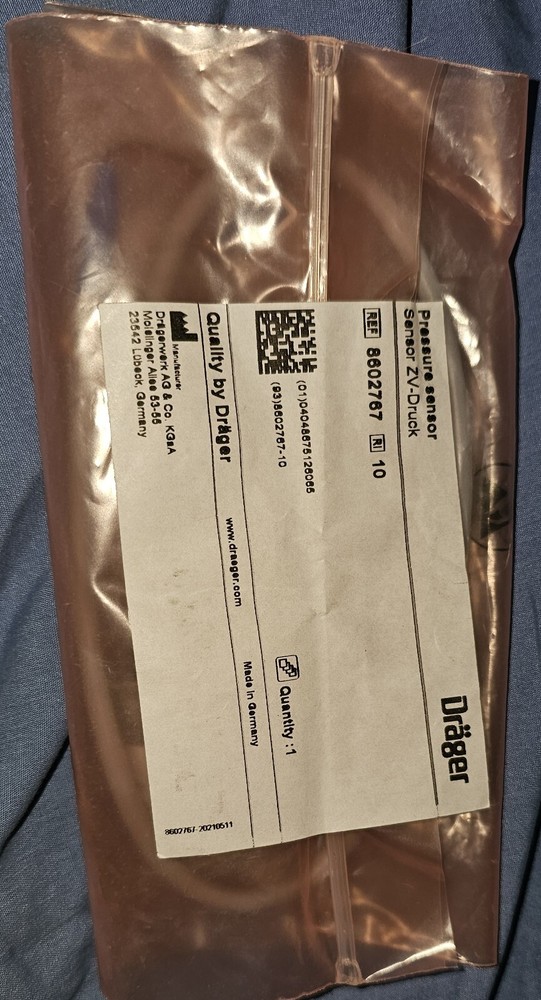 Pressure sensor
Sensor ZV-Druck
Dräger
REF 8602767 RI 10
(01)04048675126065
(93)8602767-10
Quantity : 1
Quality by Dräger
www.draeger.com
Made in Germany
Manufacturer
Drägerwerk AG & Co. KGaA
Moislinger Allee 53-55
23542 Lübeck, Germany
8602767-20210511